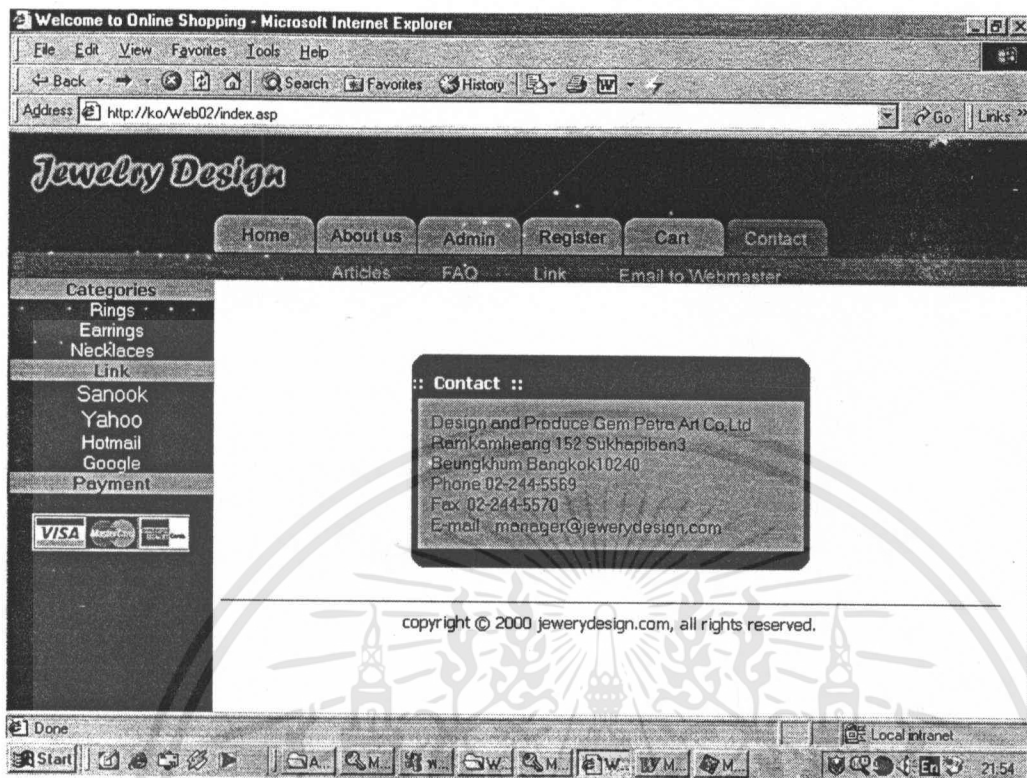 Welcome to Online Shopping - Microsoft Internet Explorer
File Edit View Favorites Tools Help
Back Search Favorites History
Address http://ko/Web02/index.asp Go Links »
Jewelry Design
Home About us Admin Register Cart Contact
Articles FAQ Link Email to Webmaster
Categories
Rings
Earrings
Necklaces
Link
Sanook
Yahoo
Hotmail
Google
Payment
VISA MasterCard
:: Contact ::
Design and Produce Gem Petra Art Co,Ltd
Ramkamheang 152 Sukhapiban3
Beungkhum Bangkok10240
Phone 02-244-5569
Fax 02-244-5570
E-mail manager@jewerydesign.com
copyright © 2000 jewerydesign.com, all rights reserved.
Done Local intranet
Start A... M... W... M... W... M... M... En 21:54